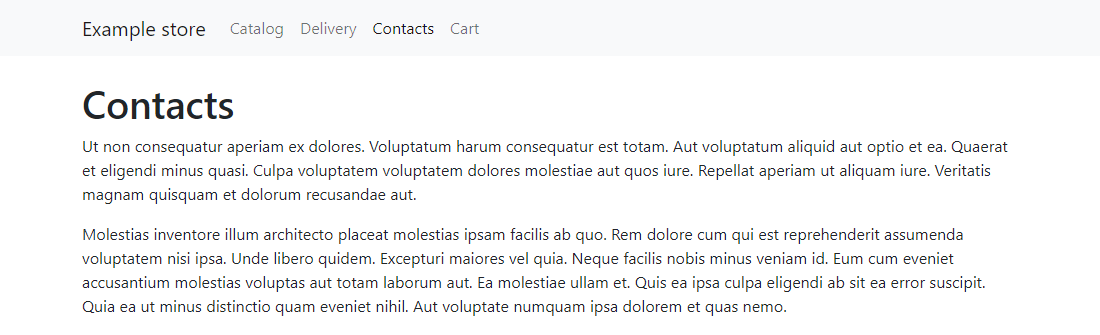 Example store Catalog Delivery Contacts Cart
Contacts
Ut non consequatur aperiam ex dolores. Voluptatum harum consequatur est totam. Aut voluptatum aliquid aut optio et ea. Quaerat
et eligendi minus quasi. Culpa voluptatem voluptatem dolores molestiae aut quos iure. Repellat aperiam ut aliquam iure. Veritatis
magnam quisquam et dolorum recusandae aut.
Molestias inventore illum architecto placeat molestias ipsam facilis ab quo. Rem dolore cum qui est reprehenderit assumenda
voluptatem nisi ipsa. Unde libero quidem. Excepturi maiores vel quia. Neque facilis nobis minus veniam id. Eum cum eveniet
accusantium molestias voluptas aut totam laborum aut. Ea molestiae ullam et. Quis ea ipsa culpa eligendi ab sit ea error suscipit.
Quia ea ut minus distinctio quam eveniet nihil. Aut voluptate numquam ipsa dolorem et quas nemo.